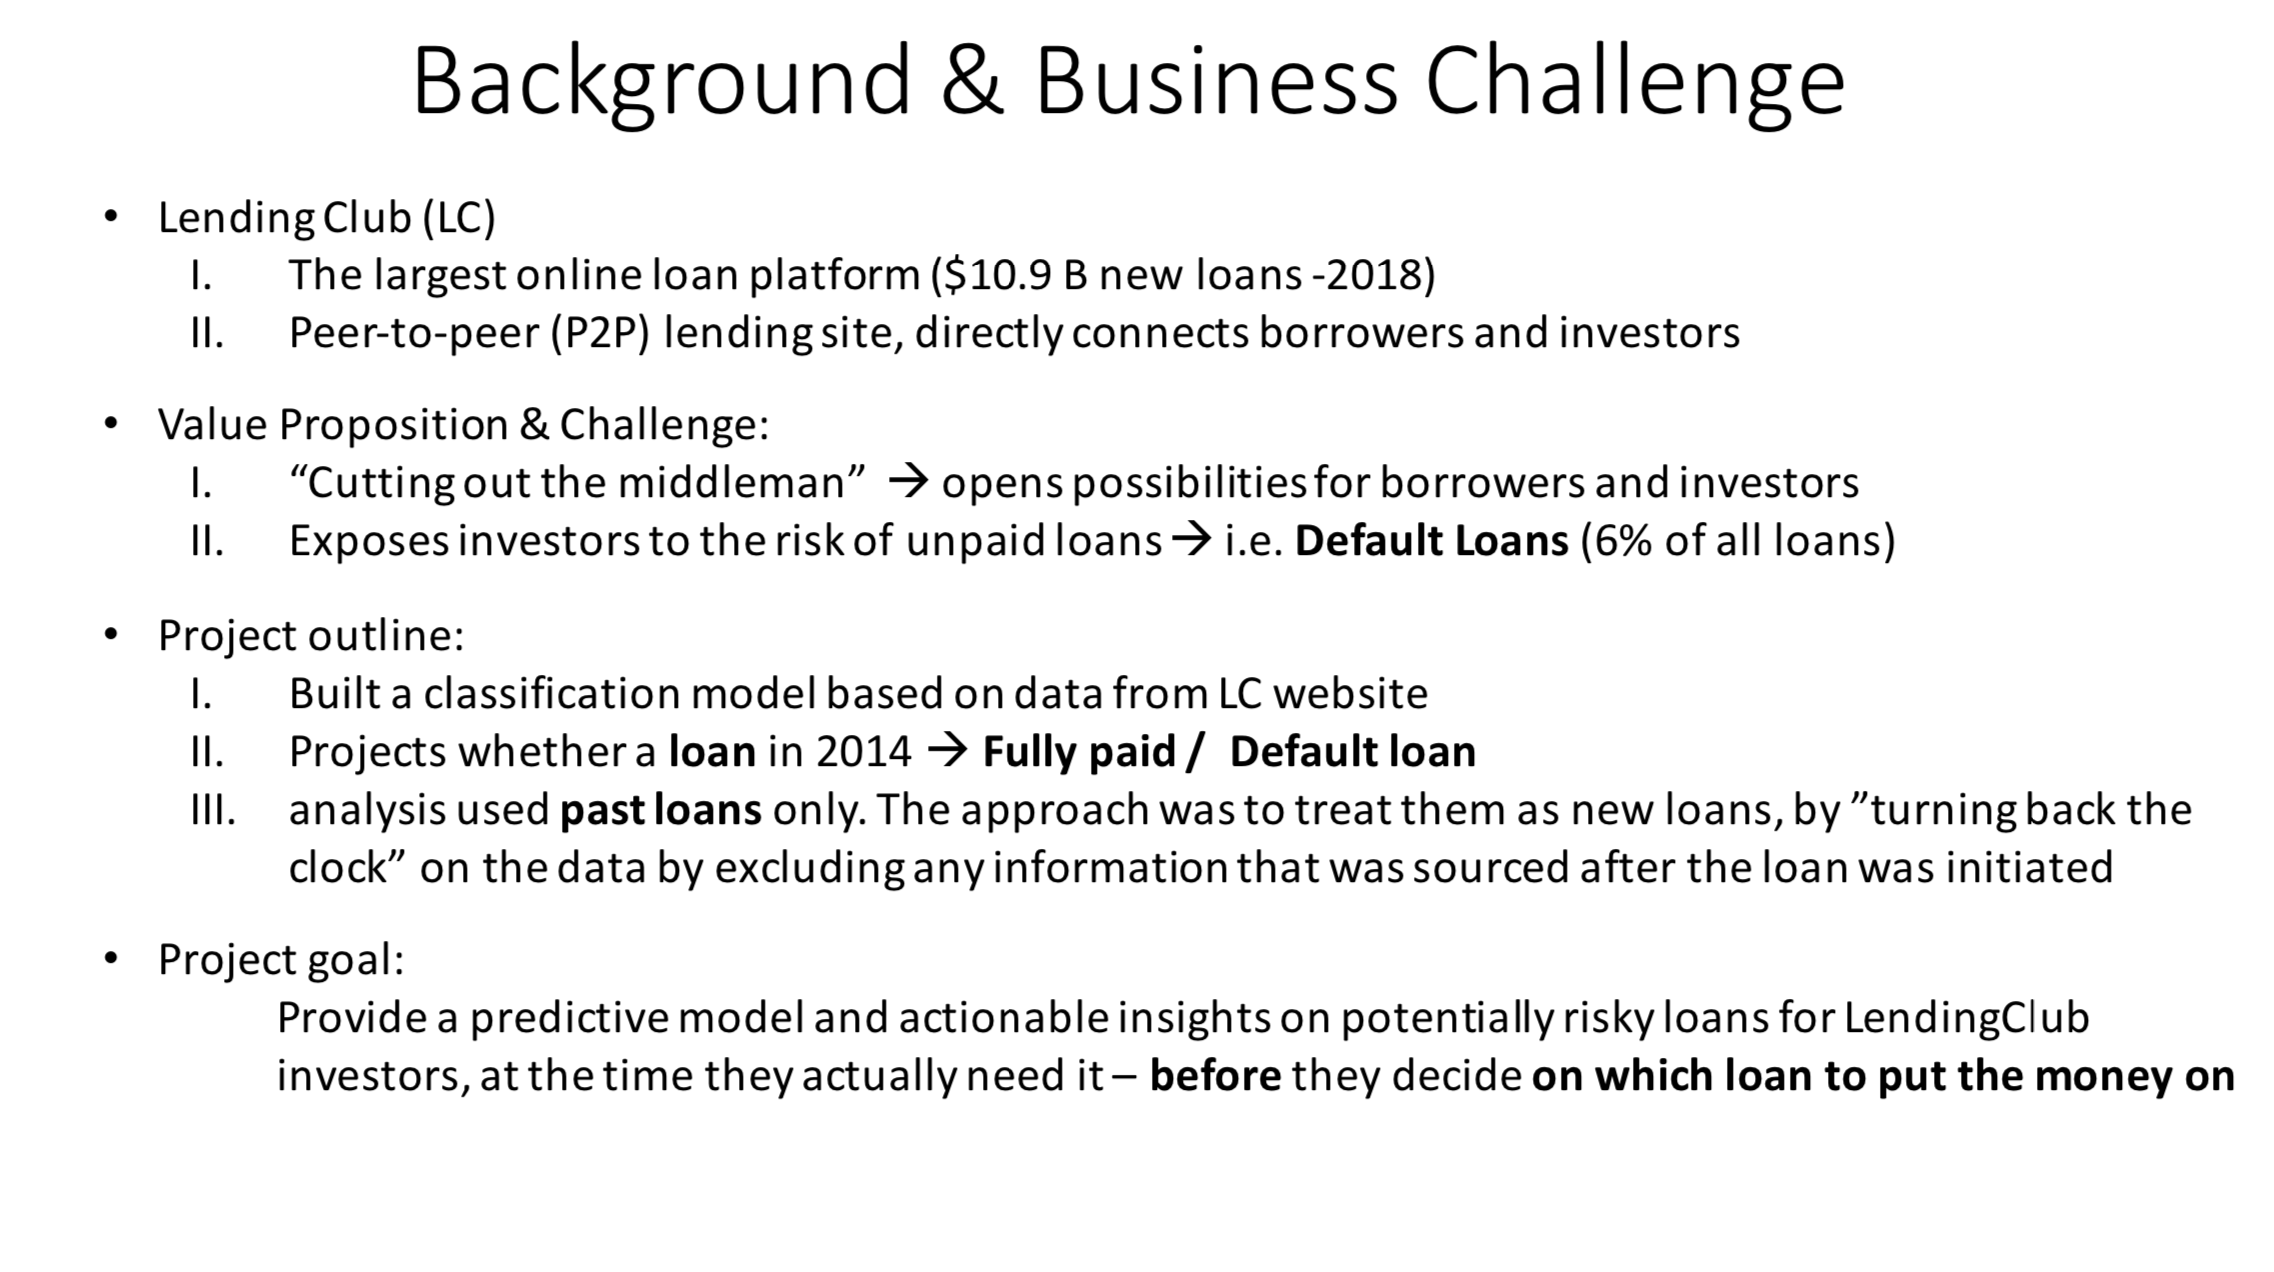 Background & Business Challenge
• Lending Club (LC)
I. The largest online loan platform ($10.9 B new loans -2018)
II. Peer-to-peer (P2P) lending site, directly connects borrowers and investors
• Value Proposition & Challenge:
I. “Cutting out the middleman” → opens possibilities for borrowers and investors
II. Exposes investors to the risk of unpaid loans → i.e. Default Loans (6% of all loans)
• Project outline:
I. Built a classification model based on data from LC website
II. Projects whether a loan in 2014 → Fully paid / Default loan
III. analysis used past loans only. The approach was to treat them as new loans, by ”turning back the
clock” on the data by excluding any information that was sourced after the loan was initiated
• Project goal:
Provide a predictive model and actionable insights on potentially risky loans for LendingClub
investors, at the time they actually need it – before they decide on which loan to put the money on